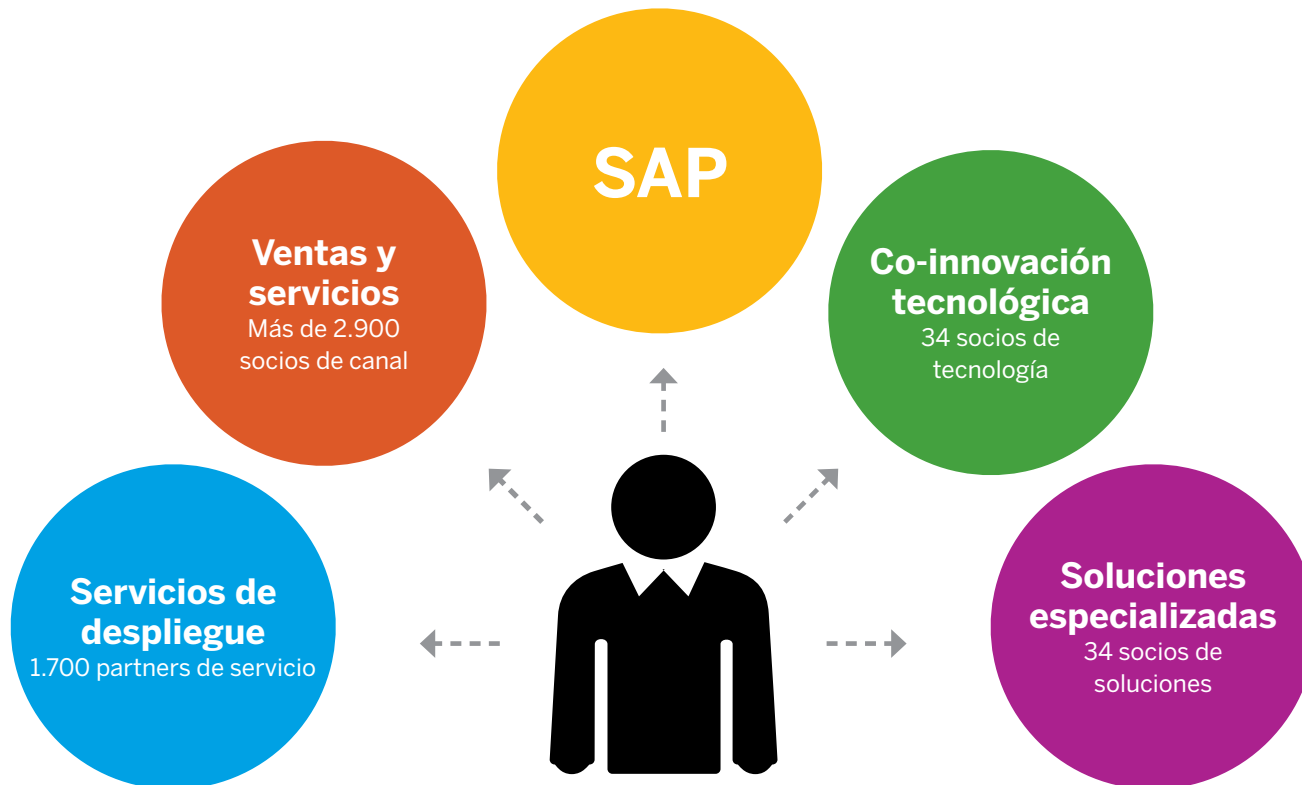 SAP
Ventas y
servicios
Más de 2.900
socios de canal
Co-innovación
tecnológica
34 socios de
tecnología
Servicios de
despliegue
1.700 partners de servicio
Soluciones
especializadas
34 socios de
soluciones